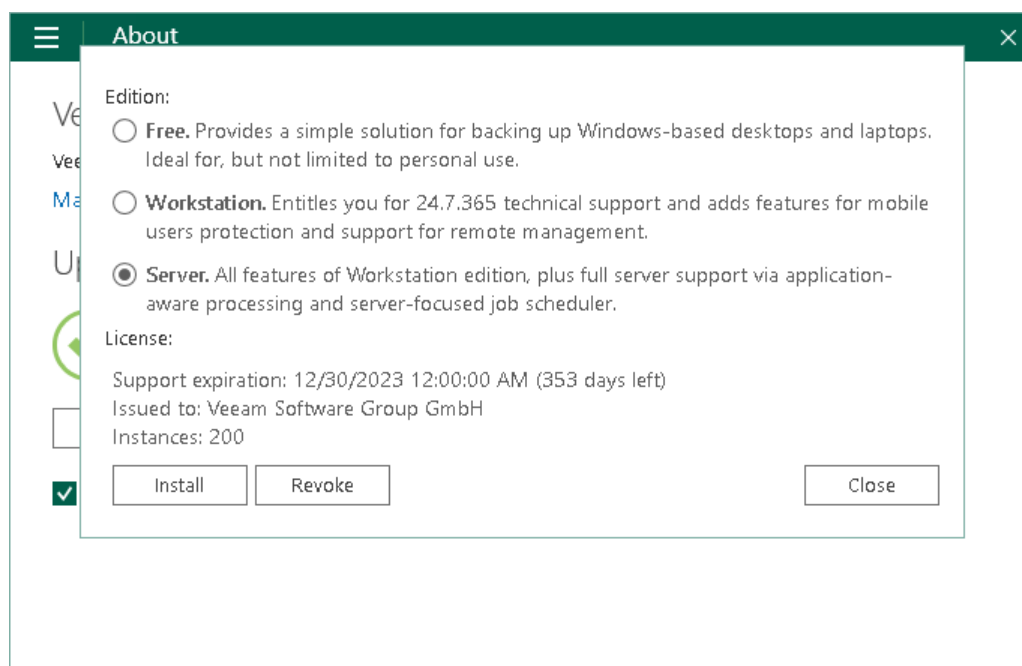 About
Edition:
Free. Provides a simple solution for backing up Windows-based desktops and laptops.
Ideal for, but not limited to personal use.
Workstation. Entitles you for 24.7.365 technical support and adds features for mobile
users protection and support for remote management.
Server. All features of Workstation edition, plus full server support via application-
aware processing and server-focused job scheduler.
License:
Support expiration: 12/30/2023 12:00:00 AM (353 days left)
Issued to: Veeam Software Group GmbH
Instances: 200
Install Revoke Close